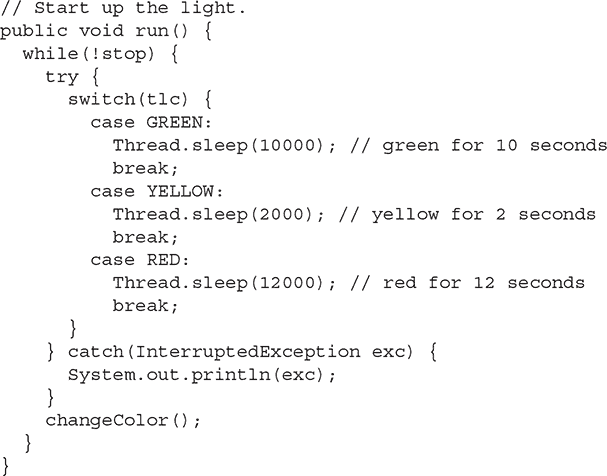 // Start up the light.
public void run() {
  while(!stop) {
    try {
      switch(tlc) {
        case GREEN:
          Thread.sleep(10000); // green for 10 seconds
          break;
        case YELLOW:
          Thread.sleep(2000); // yellow for 2 seconds
          break;
        case RED:
          Thread.sleep(12000); // red for 12 seconds
          break;
      }
    } catch(InterruptedException exc) {
      System.out.println(exc);
    }
    changeColor();
  }
}